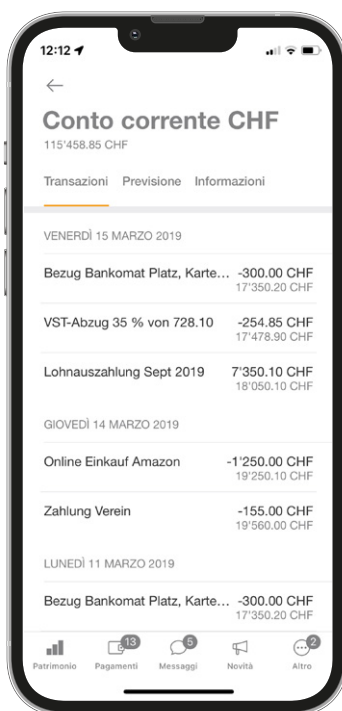 12:12
Conto corrente CHF
115'458.85 CHF
Transazioni Previsione Informazioni
VENERDÌ 15 MARZO 2019
Bezug Bankomat Platz, Karte... -300.00 CHF
17'350.20 CHF
VST-Abzug 35 % von 728.10 -254.85 CHF
17'478.90 CHF
Lohnauszahlung Sept 2019 7'350.10 CHF
18'050.10 CHF
GIOVEDÌ 14 MARZO 2019
Online Einkauf Amazon -1'250.00 CHF
19'250.10 CHF
Zahlung Verein -155.00 CHF
19'560.00 CHF
LUNEDÌ 11 MARZO 2019
Bezug Bankomat Platz, Karte... -300.00 CHF
17'350.20 CHF
13 5 2
Patrimonio Pagamenti Messaggi Novità Altro